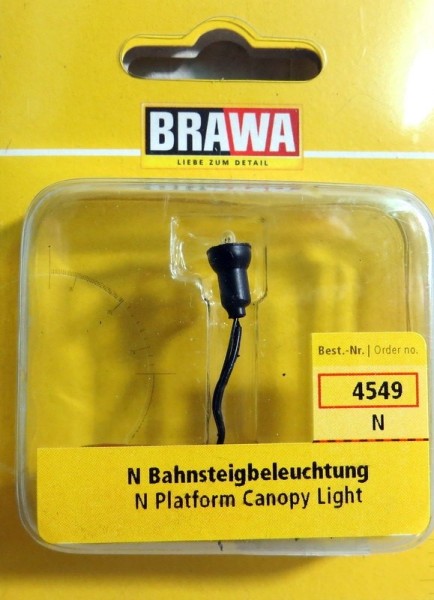 BRAWA
LIEBE ZUM DETAIL
Best.-Nr. | Order no.
4549
N
N Bahnsteigbeleuchtung
N Platform Canopy Light